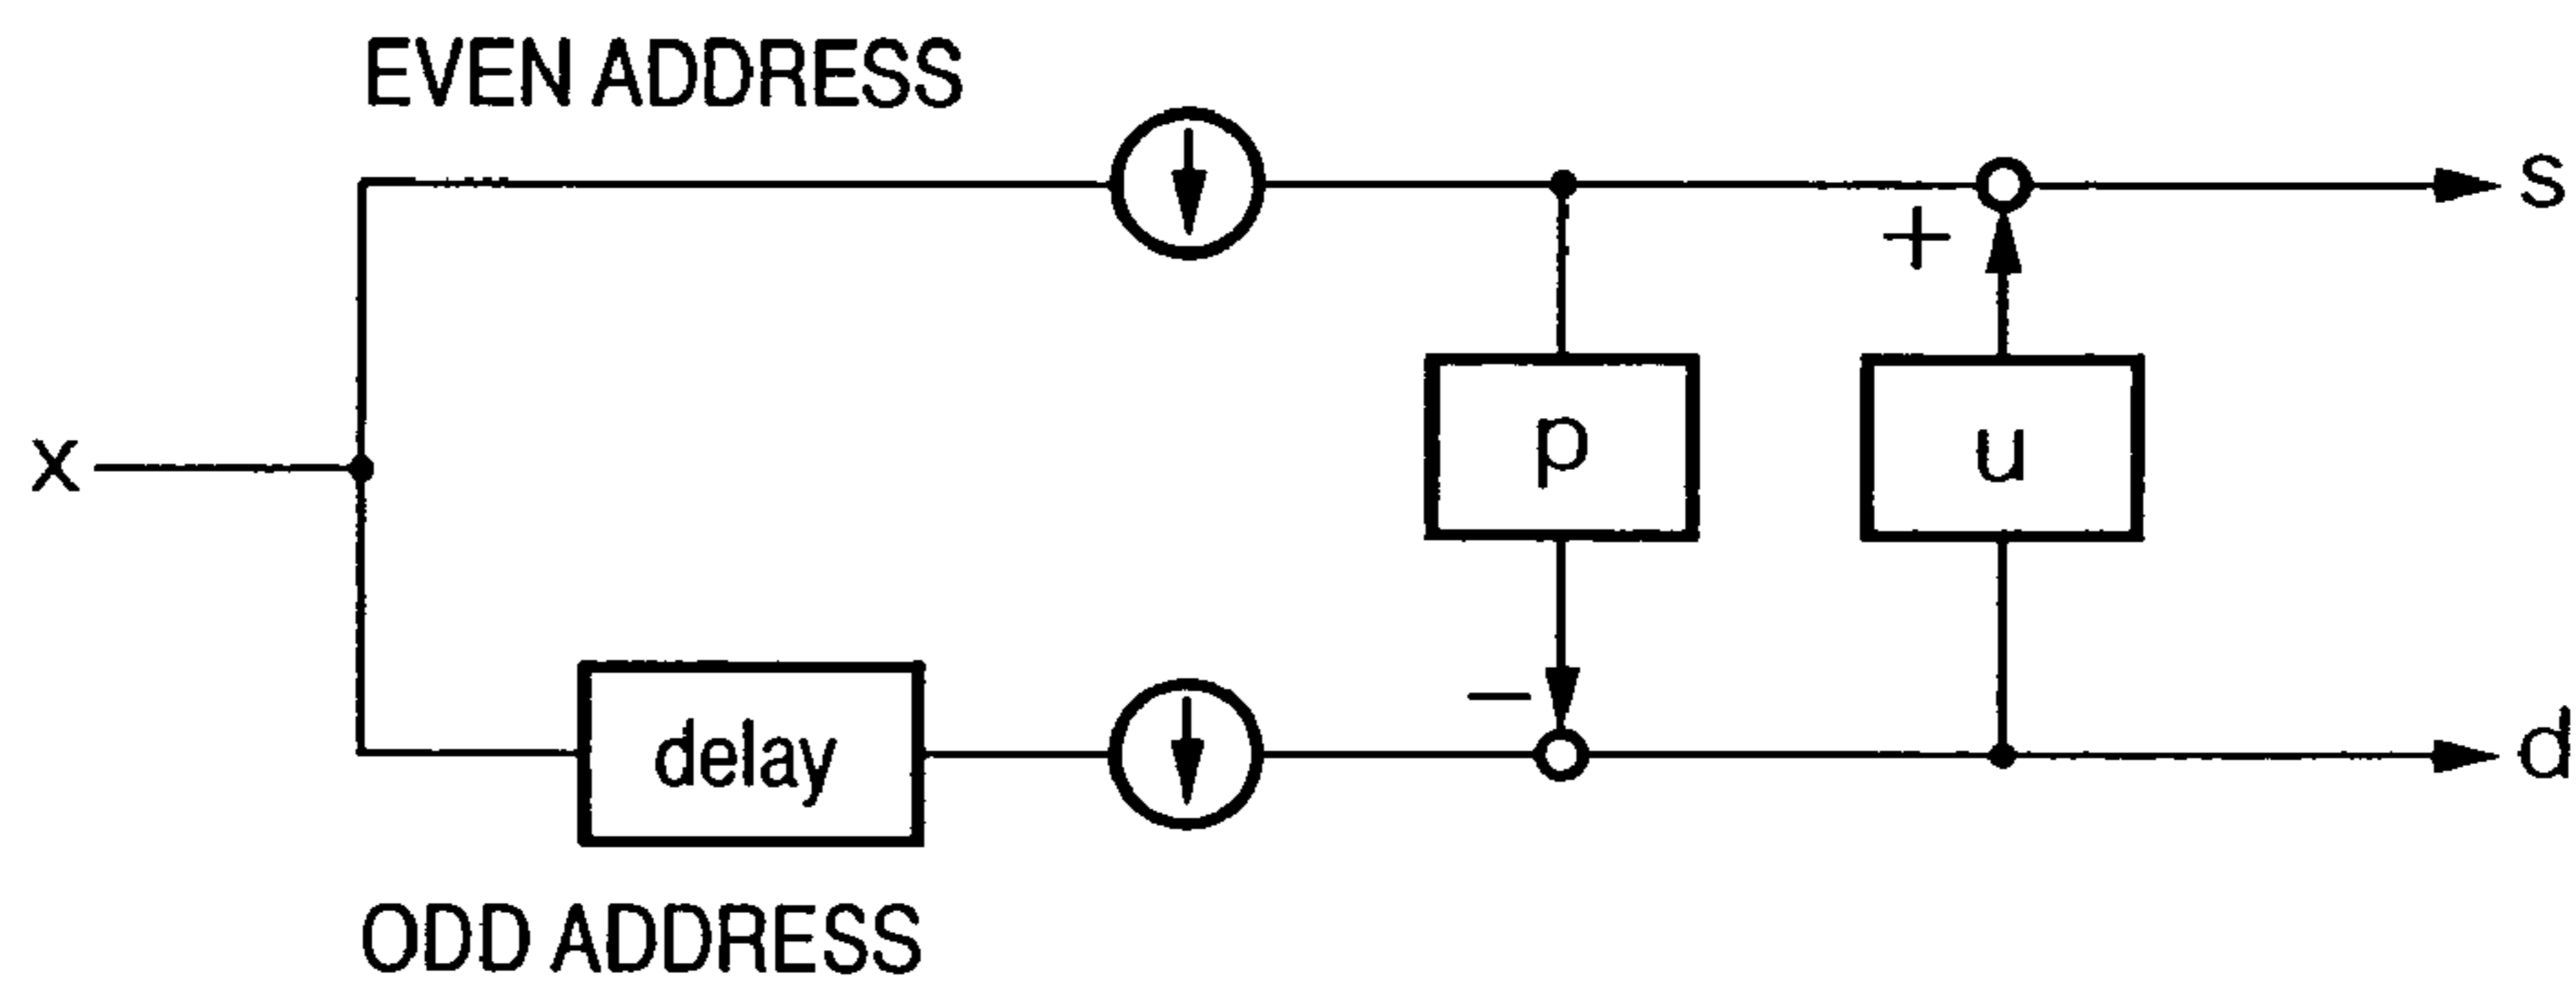 EVEN ADDRESS
s
+
p
u
x
−
delay
d
ODD ADDRESS